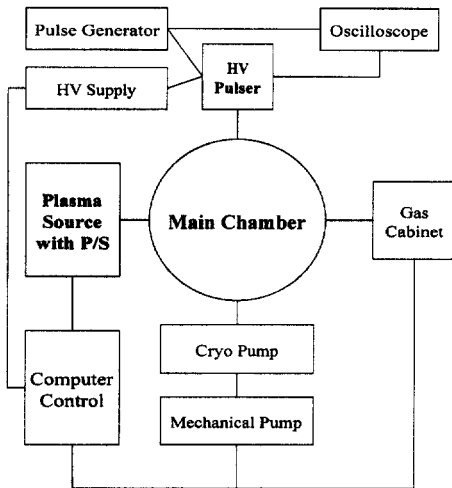 Pulse Generator
Oscilloscope
HV Supply
HV
Pulser
Plasma
Source
with P/S
Main Chamber
Gas
Cabinet
Cryo Pump
Computer
Control
Mechanical Pump